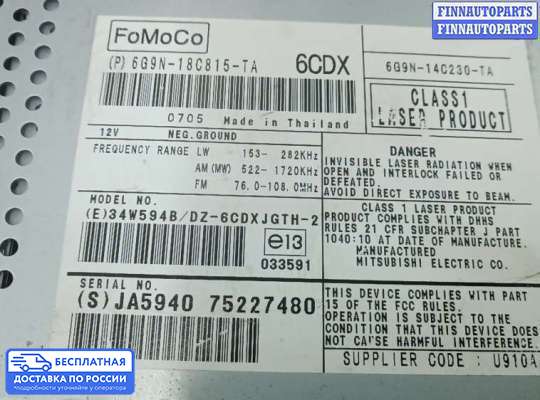 FINNAUTOPARTS
FINNAUTOPARTS
FINNAUTOPARTS
FoMoCo
(P) 6G9N-18C815-TA 6CDX
6G9N-14C230-TA
0705 Made in Thailand
CLASS1
LASER PRODUCT
12V NEG.GROUND
FREQUENCY RANGE LW 153- 282KHz
AM (MW) 522- 1720KHz
FM 76.0-108.0MHz
DANGER
INVISIBLE LASER RADIATION WHEN
OPEN AND INTERLOCK FAILED OR
DEFEATED.
AVOID DIRECT EXPOSURE TO BEAM.
MODEL NO.
(E)34W594B/DZ-6CDXJGTH-2
e13
033591
CLASS 1 LASER PRODUCT
PRODUCT COMPLIES WITH DHHS
RULES 21 CFR SUBCHAPTER J PART
1040:10 AT DATE OF MANUFACTURE.
MANUFACTURED
MITSUBISHI ELECTRIC CO.
SERIAL NO.
(S)JA5940 75227480
THIS DEVICE COMPLIES WITH PART
15 OF THE FCC RULES.
OPERATION IS SUBJECT TO THE
CONDITION THAT THIS DEVICE DOES
NOT CAUSE HARMFUL INTERFERENCE.
SUPPLIER CODE : U910A
БЕСПЛАТНАЯ
ДОСТАВКА ПО РОССИИ
подробности уточняйте у оператора